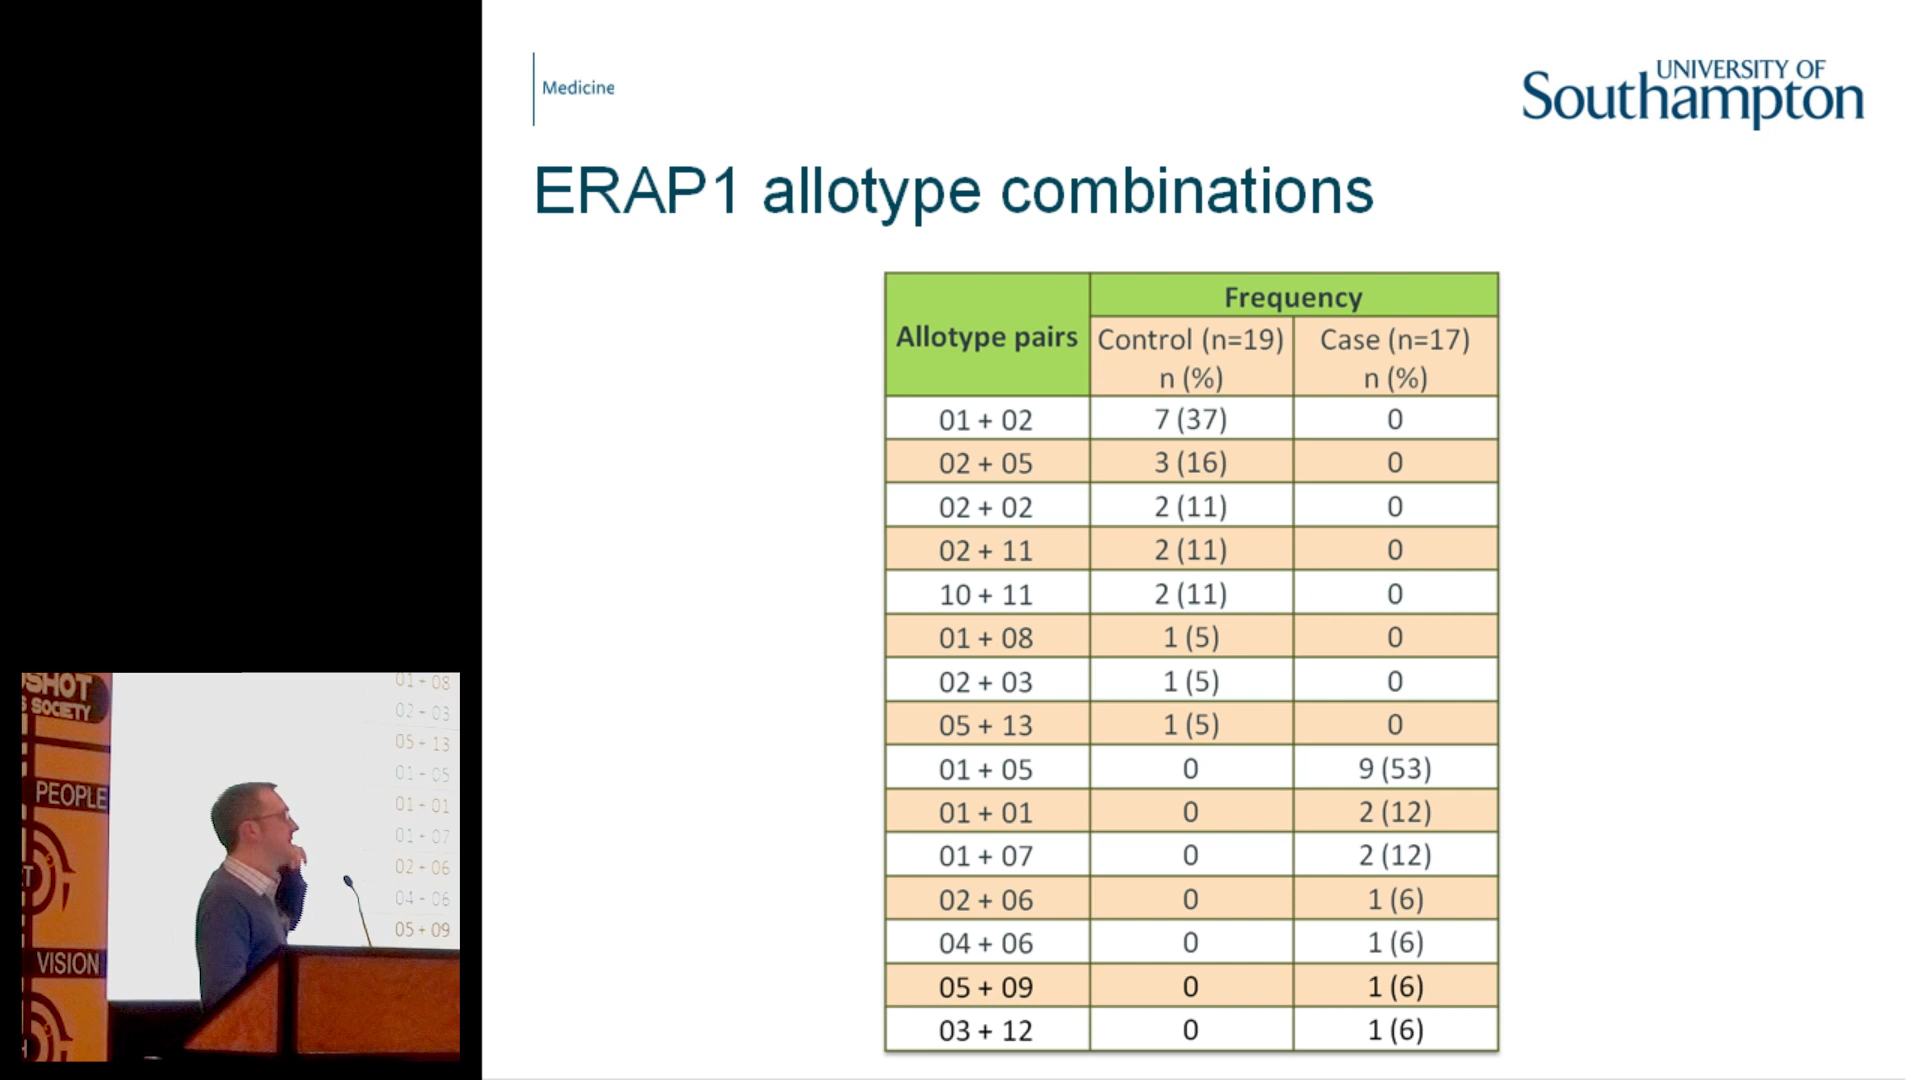 Medicine
UNIVERSITY OF
Southampton
ERAP1 allotype combinations
Allotype pairs
Frequency
Control (n=19) Case (n=17)
n (%) n (%)
01 + 02 7 (37) 0
02 + 05 3 (16) 0
02 + 02 2 (11) 0
02 + 11 2 (11) 0
10 + 11 2 (11) 0
01 + 08 1 (5) 0
02 + 03 1 (5) 0
05 + 13 1 (5) 0
01 + 05 0 9 (53)
01 + 01 0 2 (12)
01 + 07 0 2 (12)
02 + 06 0 1 (6)
04 + 06 0 1 (6)
05 + 09 0 1 (6)
03 + 12 0 1 (6)
SOCIETY
PEOPLE
VISION
01 - 08
02 - 03
05 - 13
01 - 05
01 - 01
01 - 07
02 - 06
04 - 06
05 + 09